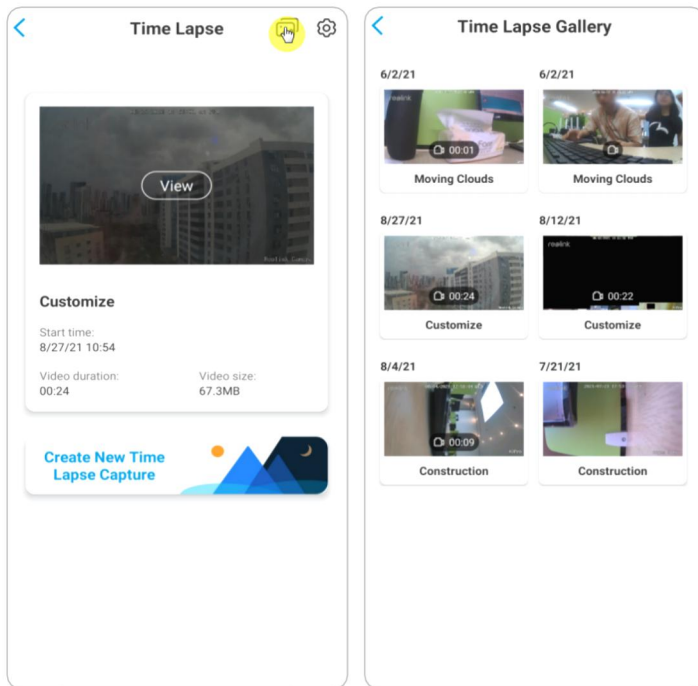 Time Lapse
View
Reolink
Customize
Start time:
8/27/21 10:54
Video duration:
Video size:
00:24
67.3MB
Create New Time
Lapse Capture
Time Lapse Gallery
6/2/21
6/2/21
reolink
00:01
Moving Clouds
Moving Clouds
8/27/21
8/12/21
reolink
00:24
00:22
Customize
Customize
8/4/21
7/21/21
00:09
Construction
Construction